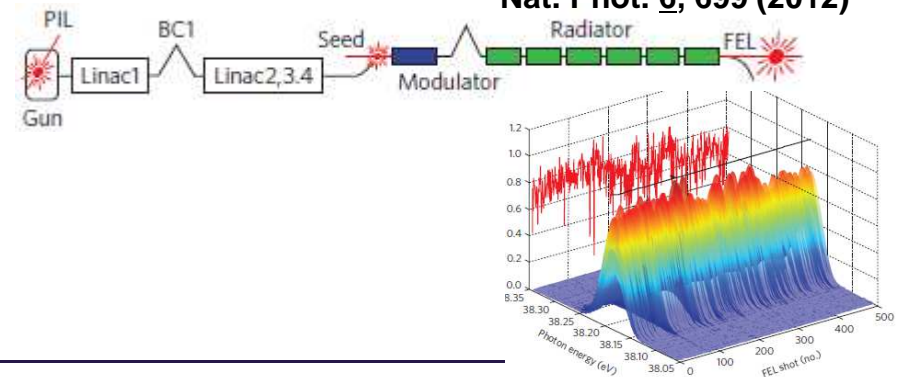 Nat. Phot. 6, 699 (2012)
PIL
BC1
Seed
Radiator
FEL
Linac1
Linac2,3.4
Modulator
Gun
1.2
1.0
0.8
0.6
0.4
0.2
0.0
8.35
38.30
38.25
38.20
38.15
38.10
38.05
Photon energy (eV)
0
100
200
300
400
500
FEL shot (no.)